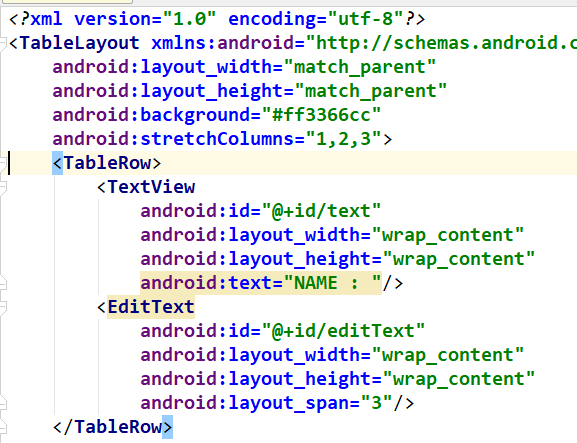 <?xml version="1.0" encoding="utf-8"?>
<TableLayout xmlns:android="http://schemas.android.c
android:layout_width="match_parent"
android:layout_height="match_parent"
android:background="#ff3366cc"
android:stretchColumns="1,2,3">
<TableRow>
<TextView
android:id="@+id/text"
android:layout_width="wrap_content"
android:layout_height="wrap_content"
android:text="NAME : "/>
<EditText
android:id="@+id/editText"
android:layout_width="wrap_content"
android:layout_height="wrap_content"
android:layout_span="3"/>
</TableRow>